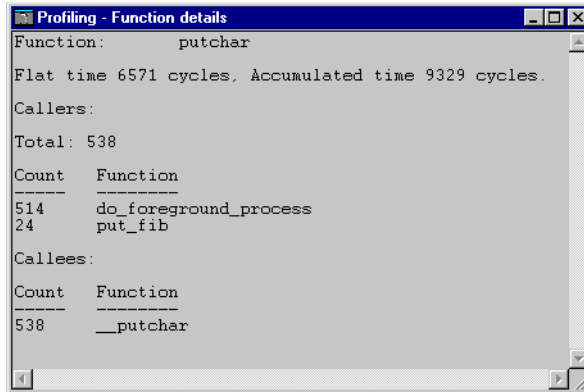 Profiling - Function details
Function: putchar
Flat time 6571 cycles, Accumulated time 9329 cycles.
Callers:
Total: 538
Count Function
----- --------
514 do_foreground_process
24 put_fib
Callees:
Count Function
----- --------
538 __putchar